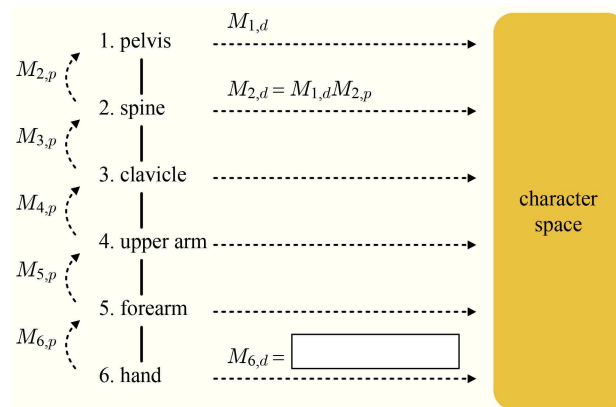 1. pelvis
M1,d
M2,p
2. spine
M2,d = M1,dM2,p
M3,p
3. clavicle
M4,p
4. upper arm
M5,p
5. forearm
M6,p
6. hand
M6,d =
character
space